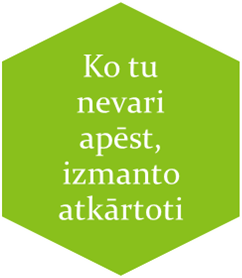 Ko tu
nevari
apēst,
izmanto
atkārtoti